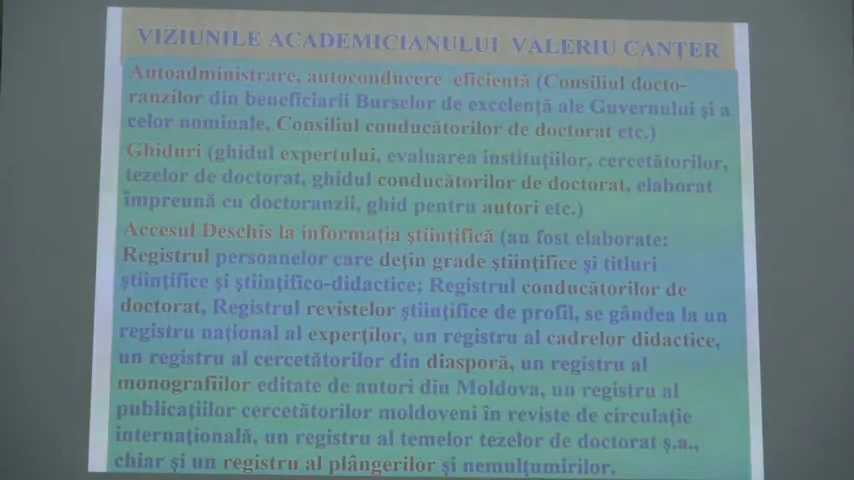 VIZIUNILE ACADEMICIANULUI VALERIU CANȚER
Autoadministrare, autoconducere eficientă (Consiliul docto-
ranzilor din beneficiarii Burselor de excelență ale Guvernului și a
celor nominale, Consiliul conducătorilor de doctorat etc.)
Ghiduri (ghidul expertului, evaluarea instituțiilor, cercetătorilor,
tezelor de doctorat, ghidul conducătorilor de doctorat, elaborat
împreună cu doctoranzii, ghid pentru autori etc.)
Accesul Deschis la informația științifică (au fost elaborate:
Registrul persoanelor care dețin grade științifice și titluri
științifice și științifico-didactice; Registrul conducătorilor de
doctorat, Registrul revistelor științifice de profil, se gândea la un
registru național al experților, un registru al cadrelor didactice,
un registru al cercetătorilor din diasporă, un registru al
monografiilor editate de autori din Moldova, un registru al
publicațiilor cercetătorilor moldoveni în reviste de circulație
internațională, un registru al temelor tezelor de doctorat ș.a.,
chiar și un registru al plângerilor și nemulțumirilor.